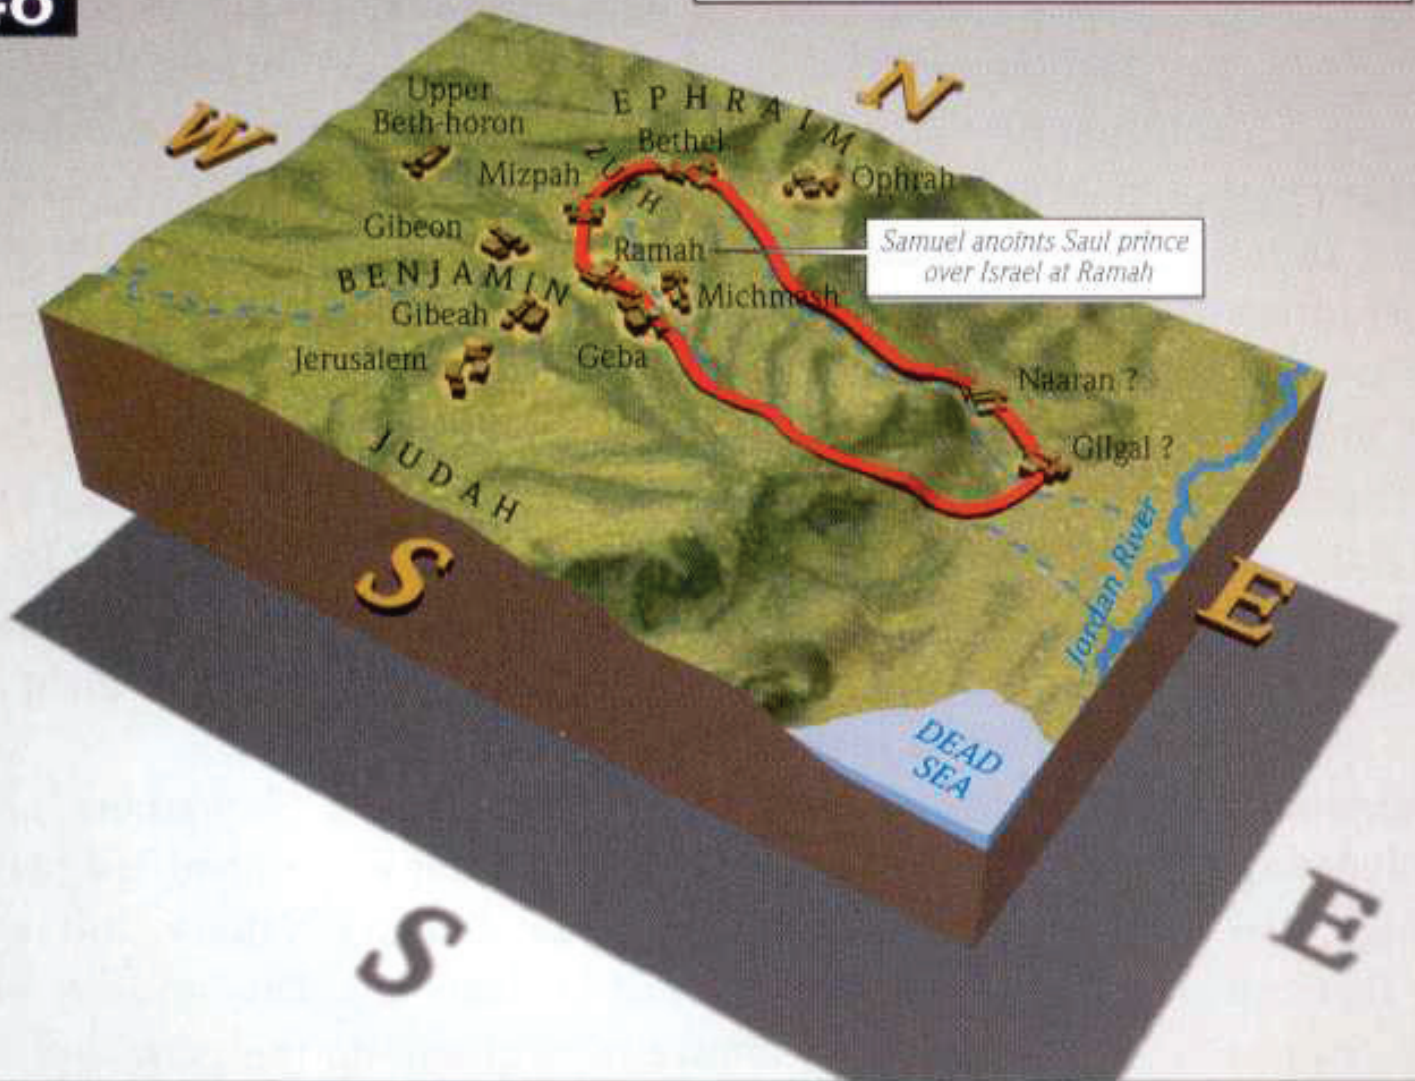 N
W
Upper
Beth-horon
EPHRAIM
Bethel
ZUPH
Mizpah
Ophrah
Gibeon
Ramah
Samuel anoints Saul prince
over Israel at Ramah
BENJAMIN
Michmash
Gibeah
Jerusalem
Geba
Naaran ?
Gilgal ?
JUDAH
Jordan River
S
E
DEAD
SEA
S
E